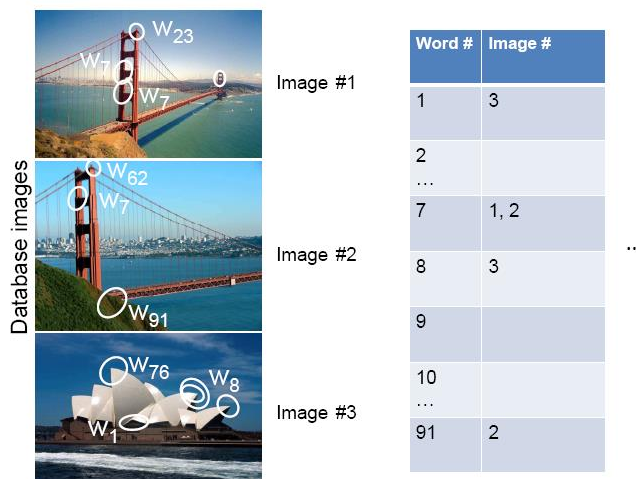 Database images
W23
W7
W7
Image #1
W62
W7
W91
Image #2
W76
W8
W1
Image #3
Word # Image #
1 3
2
...
7 1, 2
8 3
9
10
...
91 2
..